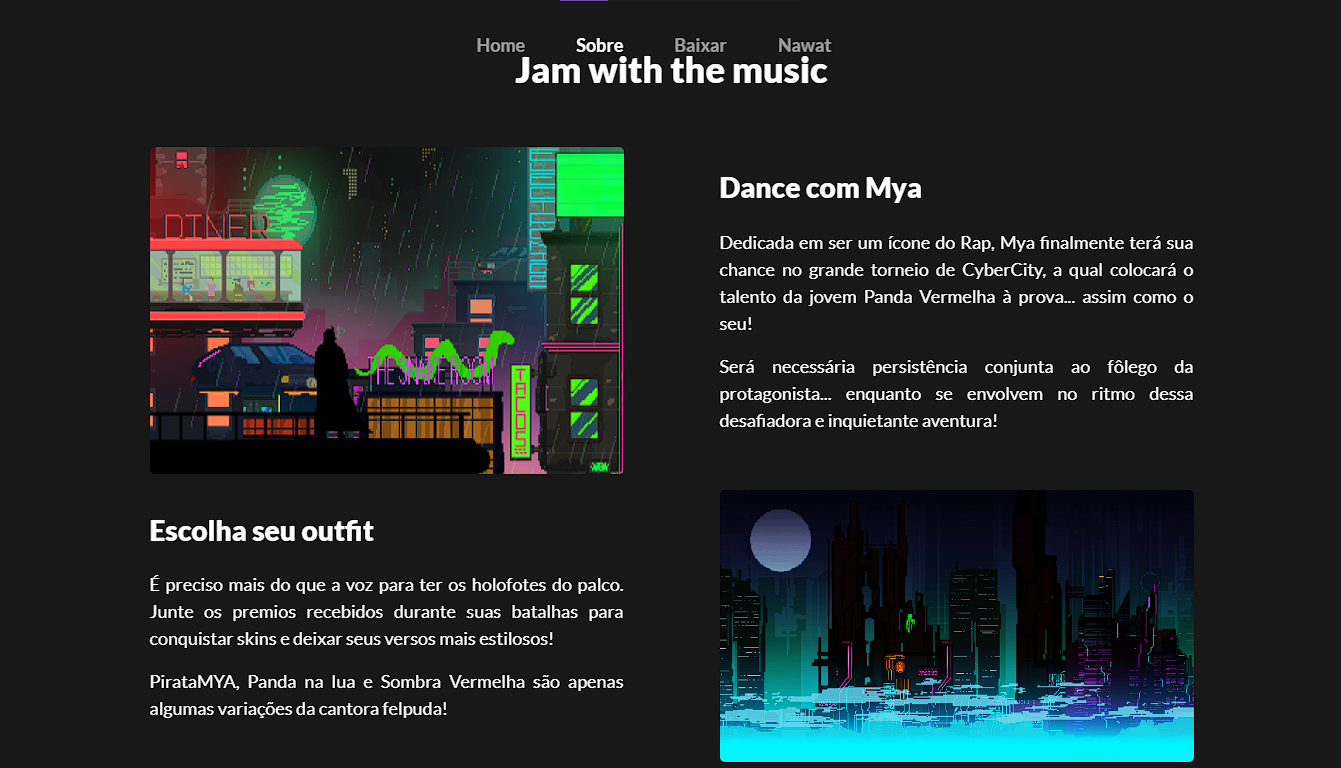 Home Sobre Baixar Nawat
Jam with the music
DINER
THE SNAKE ROOM
TALOS
Dance com Mya
Dedicada em ser um ícone do Rap, Mya finalmente terá sua
chance no grande torneio de CyberCity, a qual colocará o
talento da jovem Panda Vermelha à prova... assim como o
seu!
Será necessária persistência conjunta ao fôlego da
protagonista... enquanto se envolvem no ritmo dessa
desafiadora e inquietante aventura!
Escolha seu outfit
É preciso mais do que a voz para ter os holofotes do palco.
Junte os premios recebidos durante suas batalhas para
conquistar skins e deixar seus versos mais estilosos!
PirataMYA, Panda na lua e Sombra Vermelha são apenas
algumas variações da cantora felpuda!